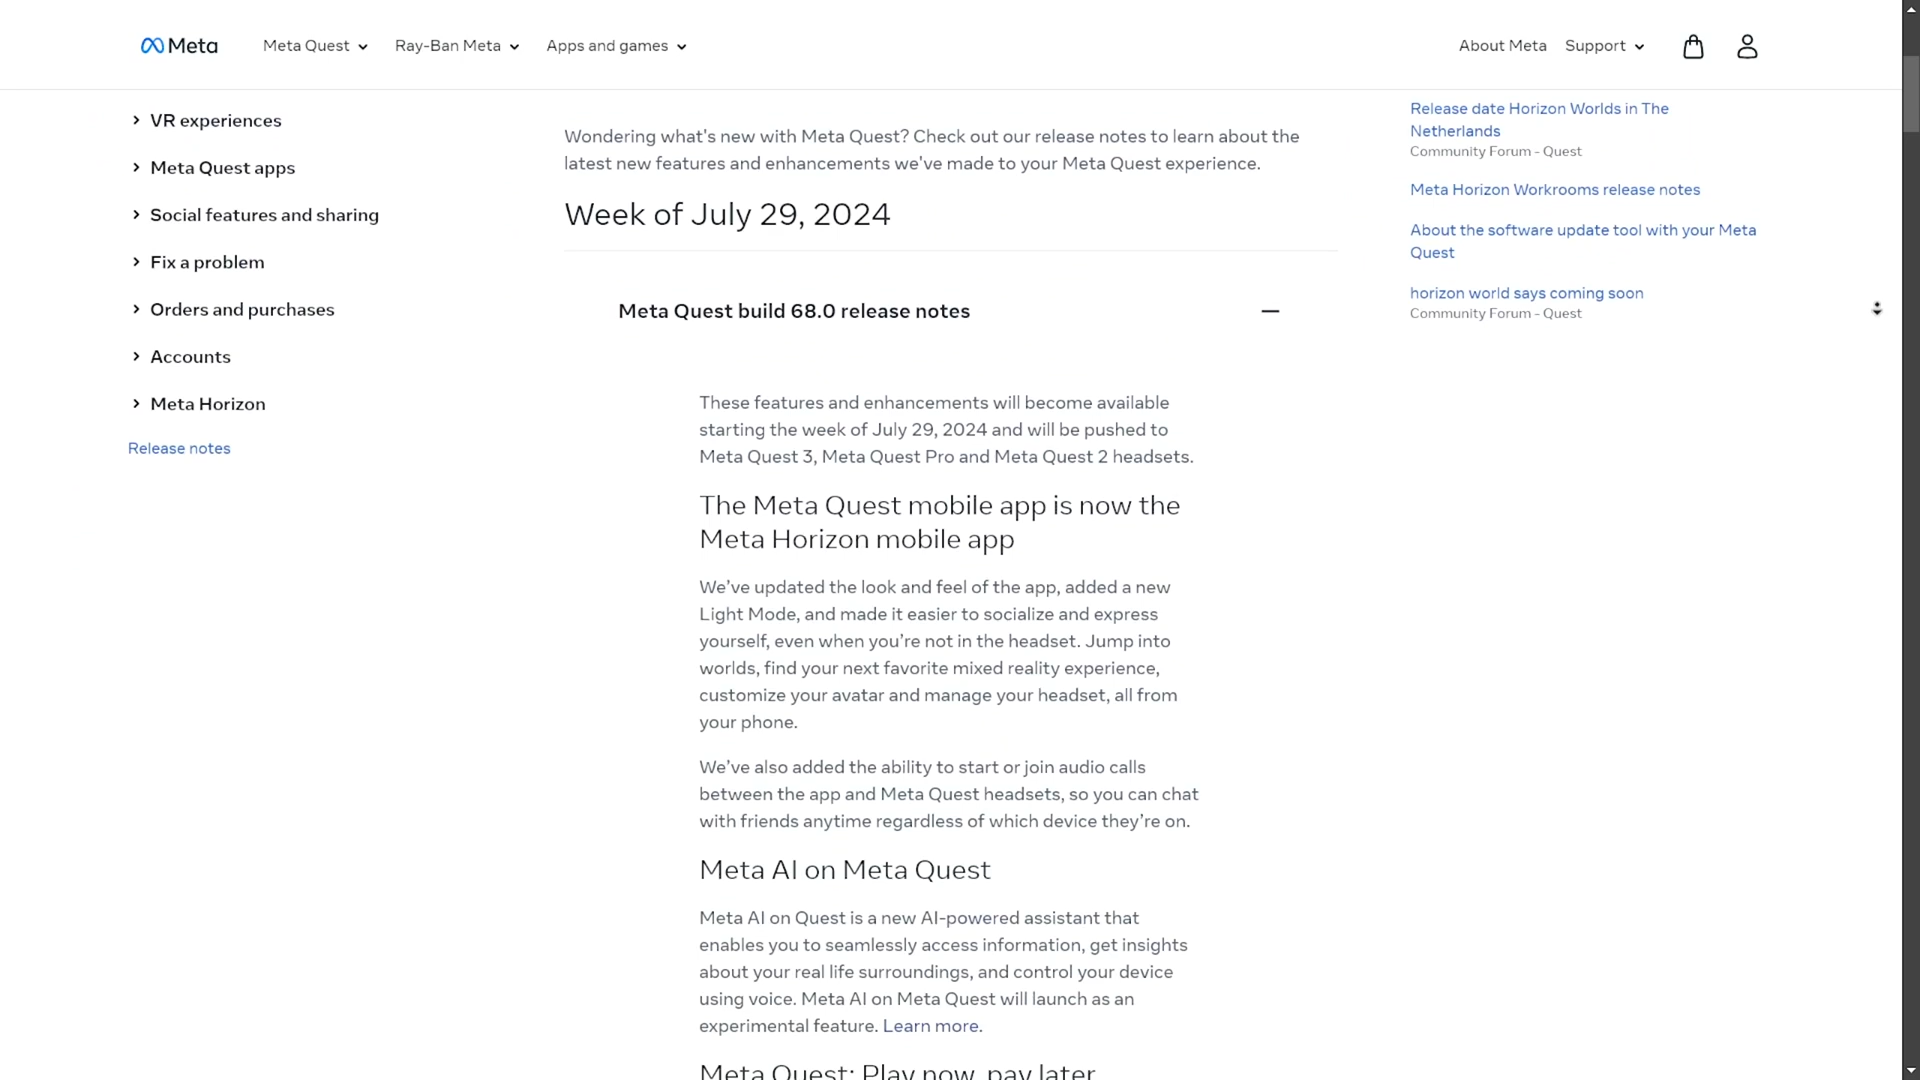 Meta
Meta Quest
Ray-Ban Meta
Apps and games
About Meta
Support
VR experiences
Meta Quest apps
Social features and sharing
Fix a problem
Orders and purchases
Accounts
Meta Horizon
Release notes
Wondering what's new with Meta Quest? Check out our release notes to learn about the
latest new features and enhancements we've made to your Meta Quest experience.
Week of July 29, 2024
Meta Quest build 68.0 release notes
These features and enhancements will become available
starting the week of July 29, 2024 and will be pushed to
Meta Quest 3, Meta Quest Pro and Meta Quest 2 headsets.
The Meta Quest mobile app is now the
Meta Horizon mobile app
We’ve updated the look and feel of the app, added a new
Light Mode, and made it easier to socialize and express
yourself, even when you’re not in the headset. Jump into
worlds, find your next favorite mixed reality experience,
customize your avatar and manage your headset, all from
your phone.
We’ve also added the ability to start or join audio calls
between the app and Meta Quest headsets, so you can chat
with friends anytime regardless of which device they’re on.
Meta AI on Meta Quest
Meta AI on Quest is a new AI-powered assistant that
enables you to seamlessly access information, get insights
about your real life surroundings, and control your device
using voice. Meta AI on Meta Quest will launch as an
experimental feature. Learn more.
Meta Quest: Play now, pay later
Release date Horizon Worlds in The
Netherlands
Community Forum - Quest
Meta Horizon Workrooms release notes
About the software update tool with your Meta
Quest
horizon world says coming soon
Community Forum - Quest